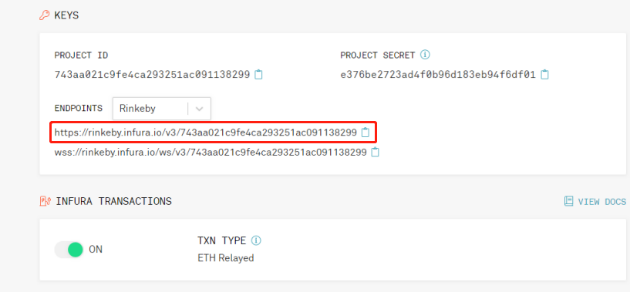 KEYS
PROJECT ID
743aa021c9fe4ca293251ac091138299
PROJECT SECRET
e376be2723ad4f0b96d183eb94f6df01
ENDPOINTS Rinkeby
https://rinkeby.infura.io/v3/743aa021c9fe4ca293251ac091138299
wss://rinkeby.infura.io/ws/v3/743aa021c9fe4ca293251ac091138299
INFURA TRANSACTIONS
VIEW DOCS
ON
TXN TYPE
ETH Relayed